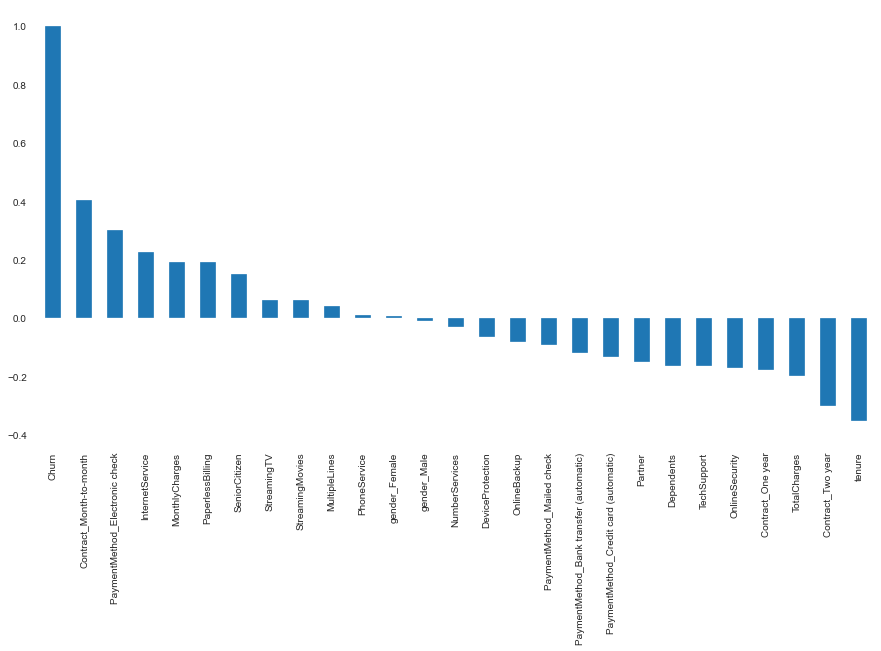 1.0
0.8
0.6
0.4
0.2
0.0
−0.2
−0.4
Churn
Contract_Month-to-month
PaymentMethod_Electronic check
InternetService
MonthlyCharges
PaperlessBilling
SeniorCitizen
StreamingTV
StreamingMovies
MultipleLines
PhoneService
gender_Female
gender_Male
NumberServices
DeviceProtection
OnlineBackup
PaymentMethod_Mailed check
PaymentMethod_Bank transfer (automatic)
PaymentMethod_Credit card (automatic)
Partner
Dependents
TechSupport
OnlineSecurity
Contract_One year
TotalCharges
Contract_Two year
tenure